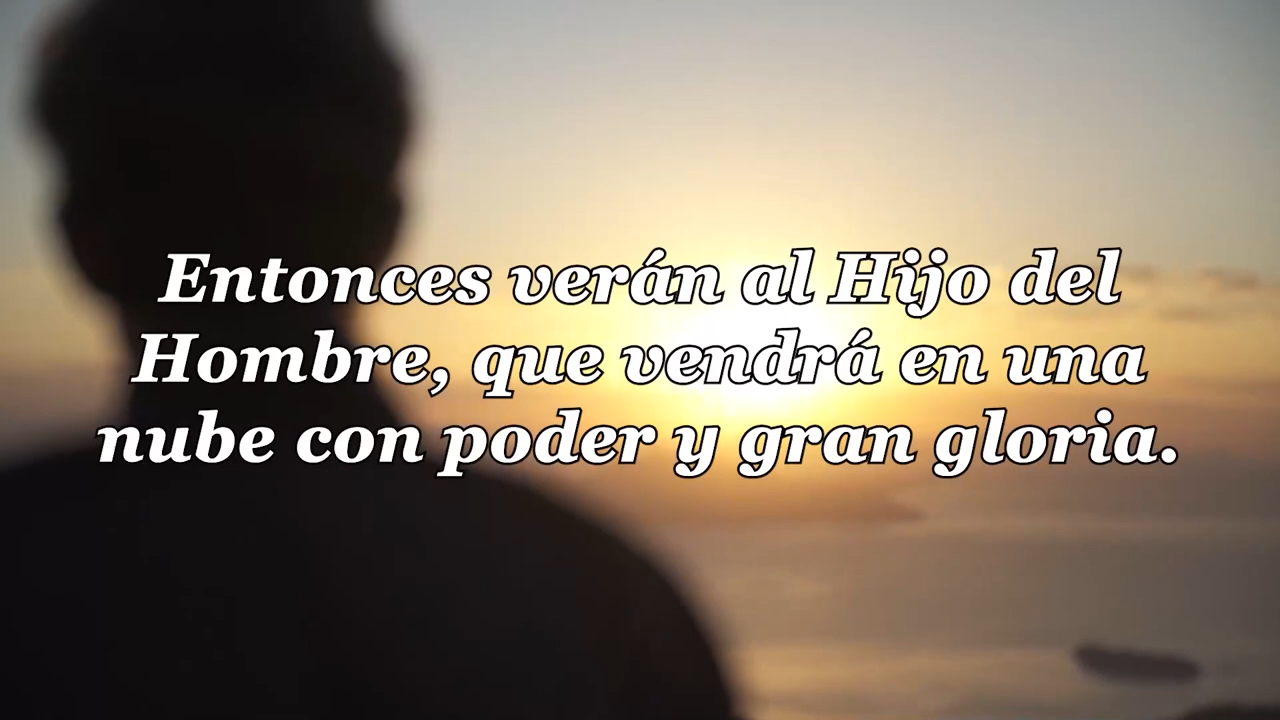 Entonces verán al Hijo del
Hombre, que vendrá en una
nube con poder y gran gloria.